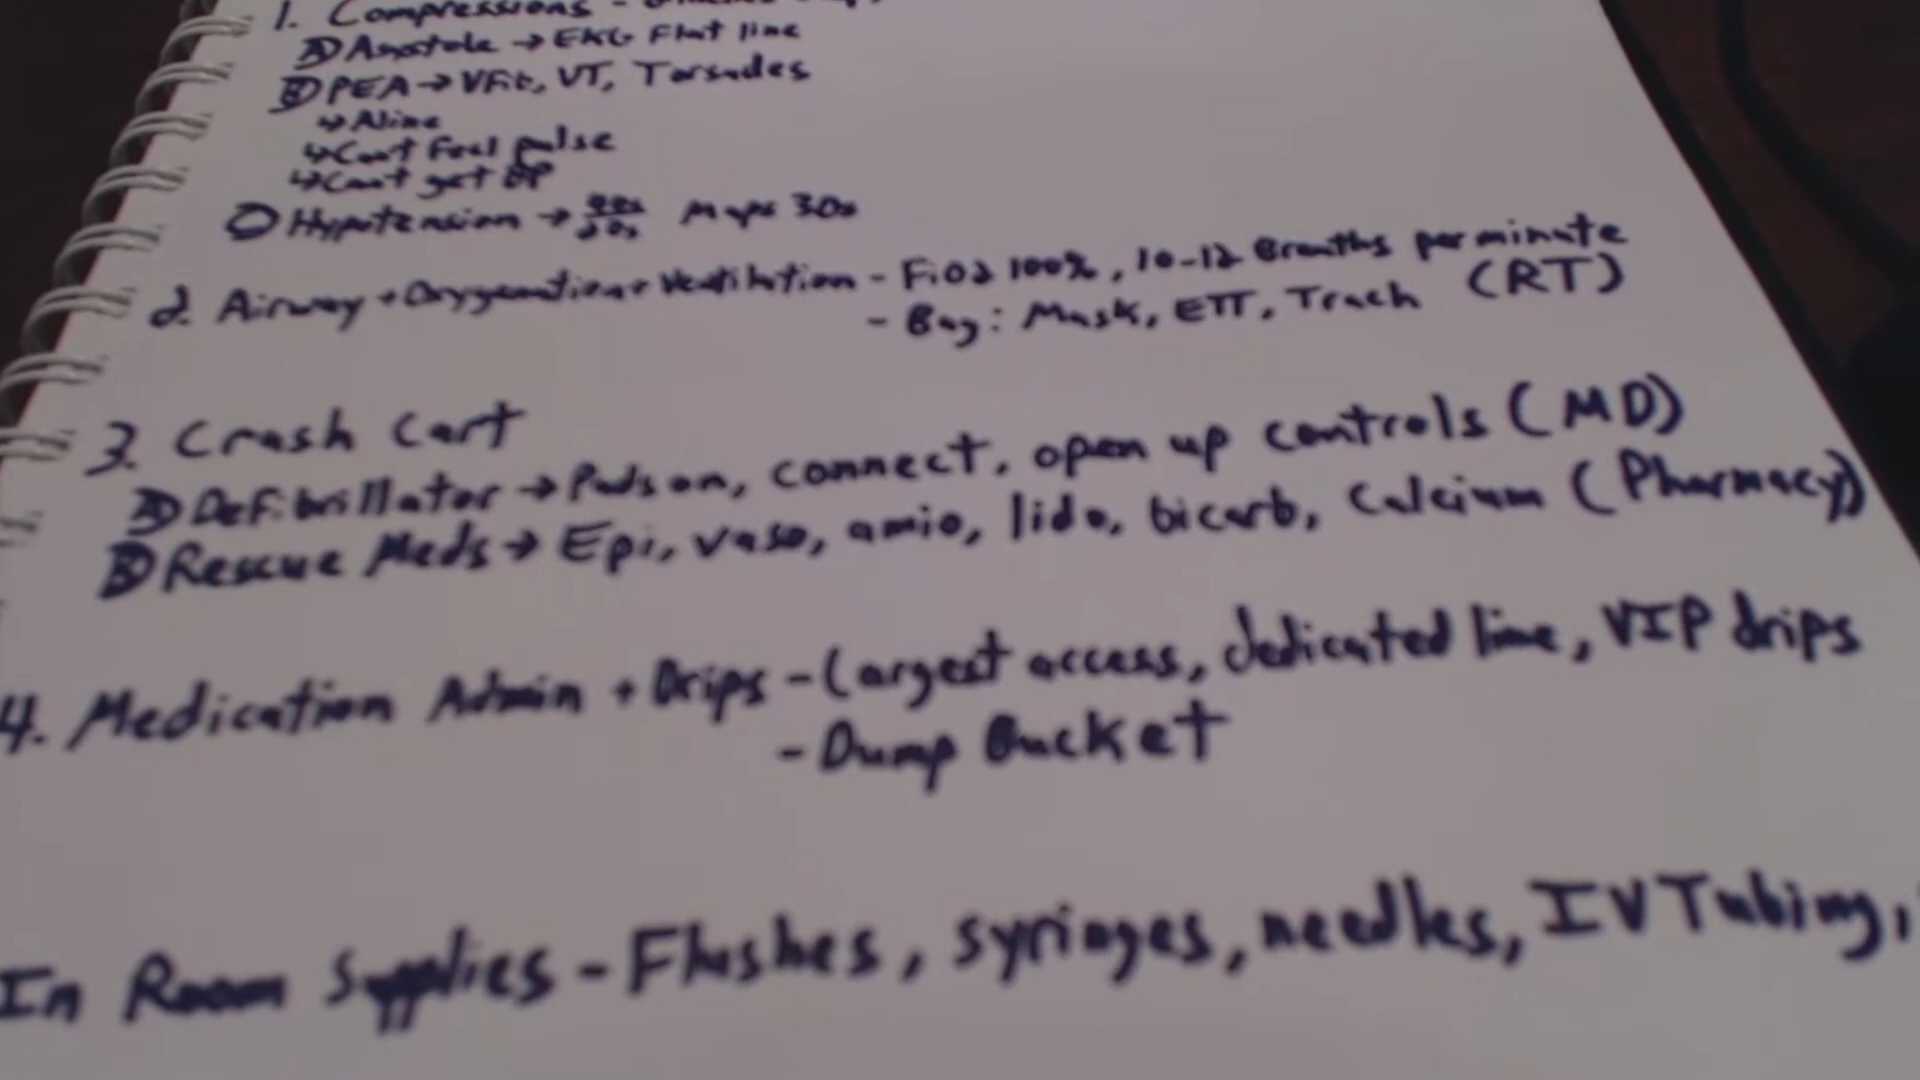 1. Compressions -
A) Asystole → EKG Flat line
B) PEA → VFib, VT, Torsades
↳ Aline
↳ Can't Feel pulse
↳ Can't get BP
C) Hypotension → Maps 30s
2. Airway + Oxygenation + Ventilation - FiO2 100%, 10-12 Breaths per minute
- Bag: Mask, ETT, Trach (RT)
3. Crash Cart
A) Defibrillator → Pads on, connect, open up controls (MD)
B) Rescue Meds → Epi, vaso, amio, lido, bicarb, Calcium (Pharmacy)
4. Medication Admin + Drips - Largest access, dedicated line, VIP drips
- Dump Bucket
In Room Supplies - Flushes, syringes, needles, IV Tubing,